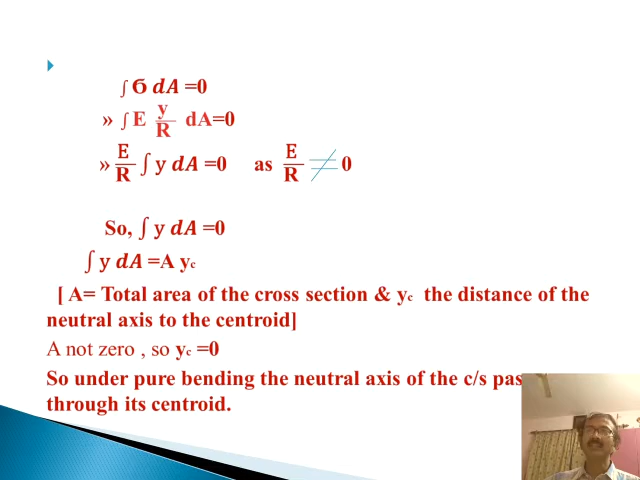 ∫ б dA =0
» ∫ E y/R dA=0
» E/R ∫ y dA =0 as E/R ≠ 0
So, ∫ y dA =0
∫ y dA =A yc
[ A= Total area of the cross section & yc the distance of the
neutral axis to the centroid]
A not zero , so yc =0
So under pure bending the neutral axis of the c/s pas
through its centroid.